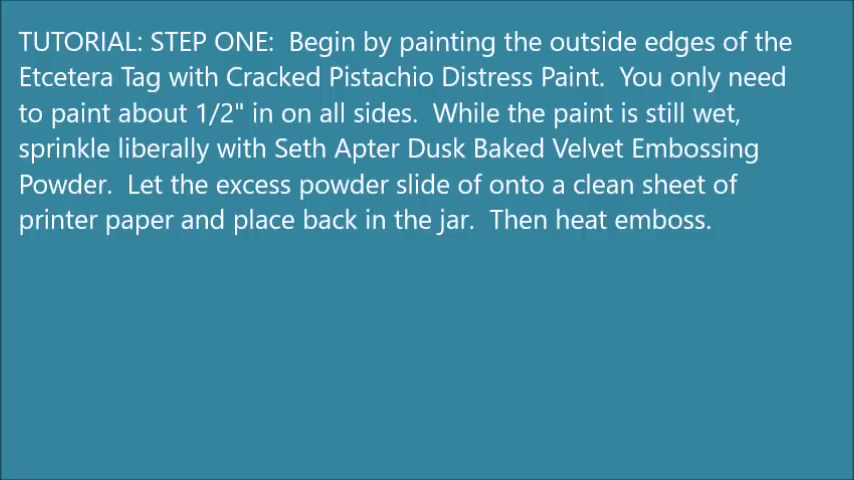 TUTORIAL: STEP ONE:  Begin by painting the outside edges of the
Etcetera Tag with Cracked Pistachio Distress Paint.  You only need
to paint about 1/2" in on all sides.  While the paint is still wet,
sprinkle liberally with Seth Apter Dusk Baked Velvet Embossing
Powder.  Let the excess powder slide of onto a clean sheet of
printer paper and place back in the jar.  Then heat emboss.